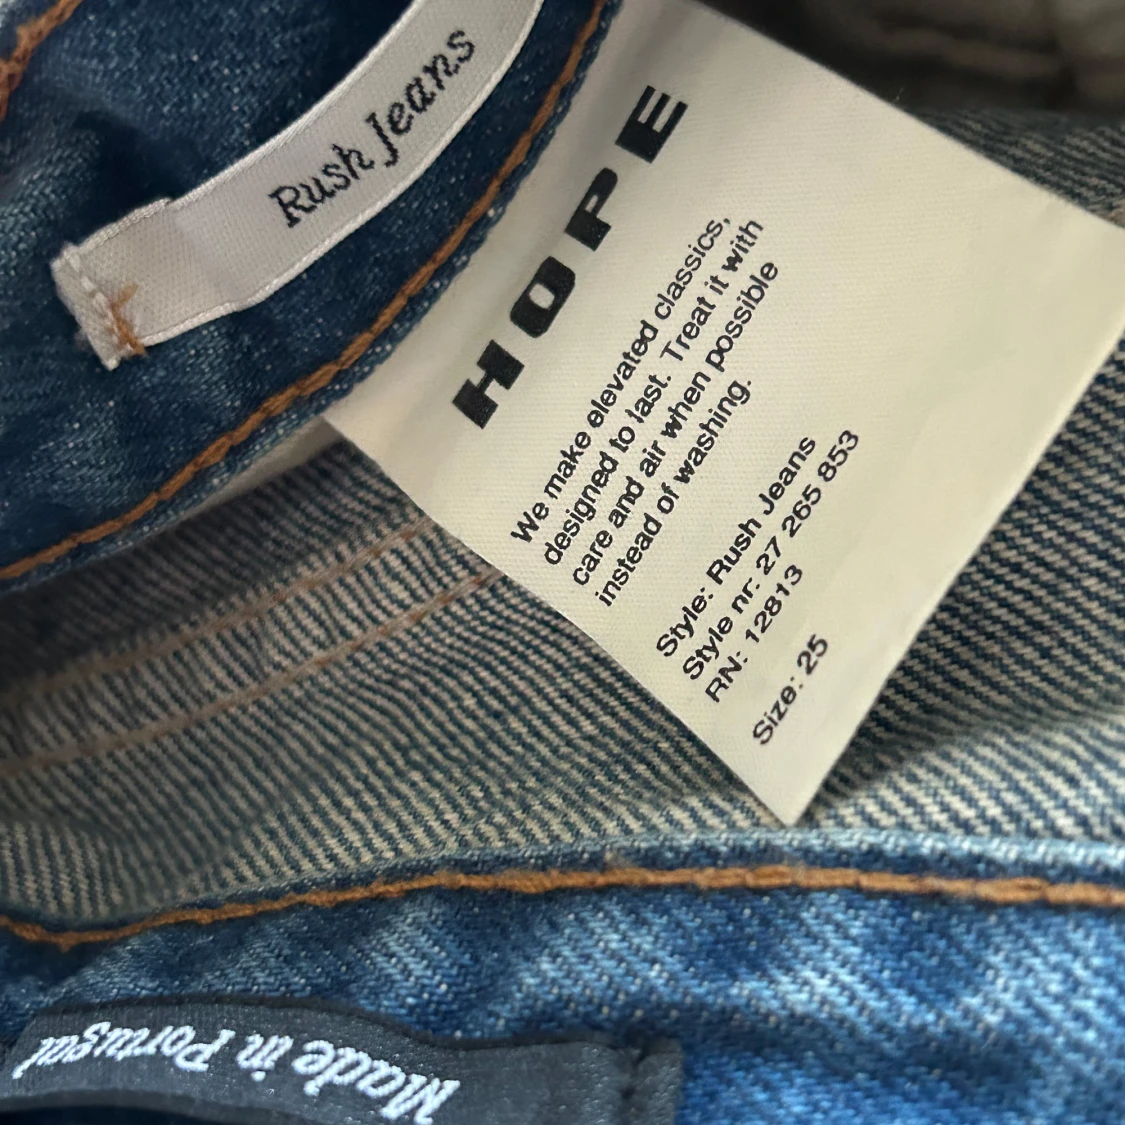 Rush Jeans
HOPE
We make elevated classics,
designed to last. Treat it with
care and air when possible
instead of washing.
Style: Rush Jeans
Style nr: 27 265 853
RN: 12813
Size: 25
Made in Portugal